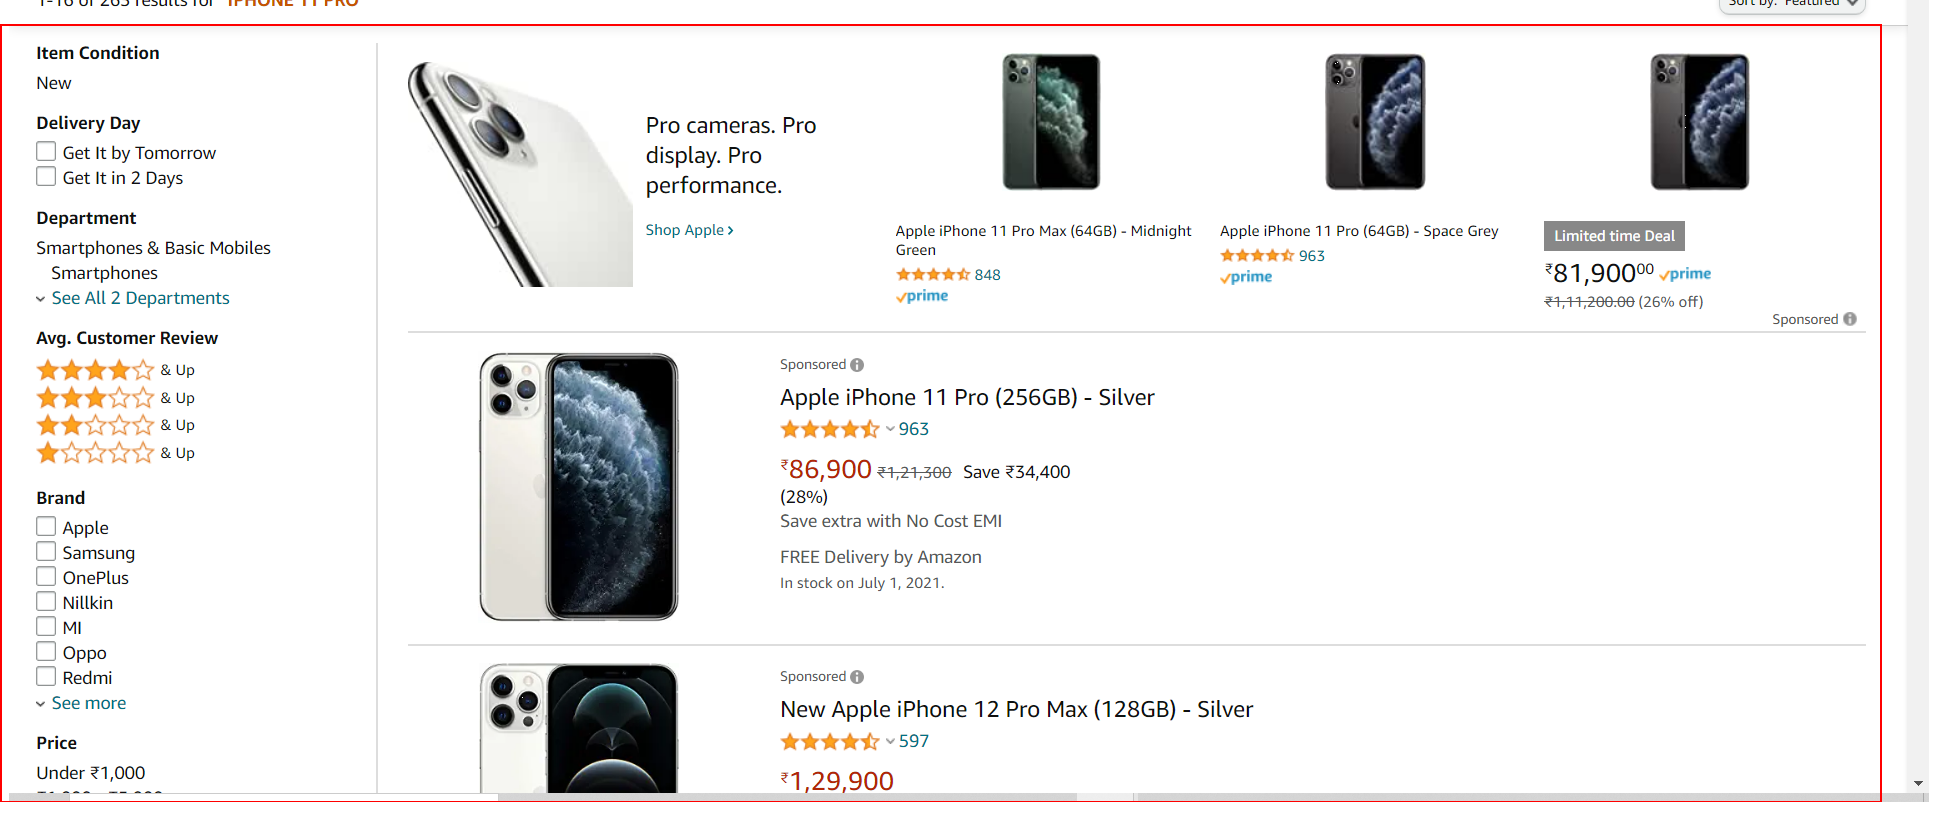 1-16 of 263 results for "IPHONE 11 PRO"
Sort by: Featured
Item Condition
New
Delivery Day
Get It by Tomorrow
Get It in 2 Days
Department
Smartphones & Basic Mobiles
Smartphones
See All 2 Departments
Avg. Customer Review
& Up
& Up
& Up
& Up
Brand
Apple
Samsung
OnePlus
Nillkin
MI
Oppo
Redmi
See more
Price
Under ₹1,000
Pro cameras. Pro
display. Pro
performance.
Shop Apple ›
Apple iPhone 11 Pro Max (64GB) - Midnight
Green
848
prime
Apple iPhone 11 Pro (64GB) - Space Grey
963
prime
Limited time Deal
₹81,90000 prime
₹1,11,200.00 (26% off)
Sponsored
Sponsored
Apple iPhone 11 Pro (256GB) - Silver
963
₹86,900 ₹1,21,300 Save ₹34,400
(28%)
Save extra with No Cost EMI
FREE Delivery by Amazon
In stock on July 1, 2021.
Sponsored
New Apple iPhone 12 Pro Max (128GB) - Silver
597
₹1,29,900